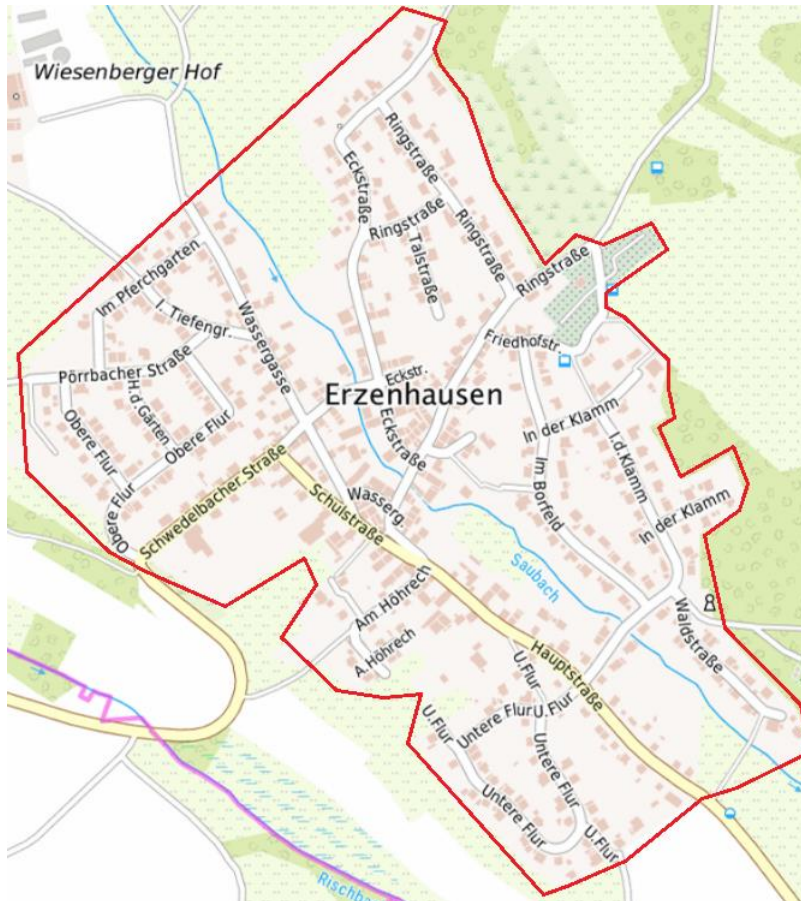 Wiesenberger Hof
Ringstraße
Eckstraße
Ringstraße
Ringstraße
Talstraße
Ringstraße
Im Pferchgarten
I. Tiefengr.
Wassergasse
Friedhofstr.
Pörrbacher Straße
Eckstr.
H.d.Gärten
Erzenhausen
Obere Flur
Obere Flur
Eckstraße
In der Klamm
I.d.Klamm
Im Borfeld
Schwedelbacher Straße
Obere Flur
Wasserg.
Schulstraße
In der Klamm
Saubach
Am Höhrech
A.Höhrech
Waldstraße
Hauptstraße
U.Flur
U.Flur
Untere Flur
U.Flur
Untere Flur
Untere Flur
U.Flur
Rischb